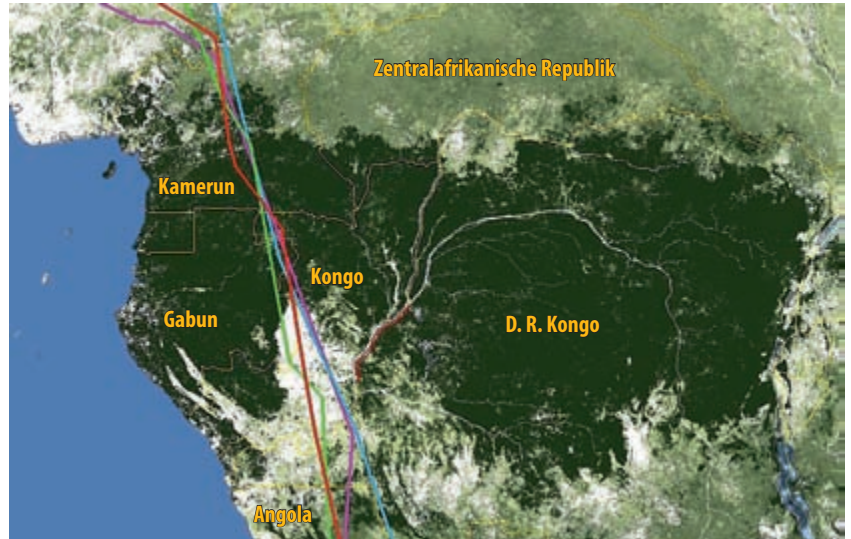 Zentralafrikanische Republik
Kamerun
Kongo
Gabun
D. R. Kongo
Angola